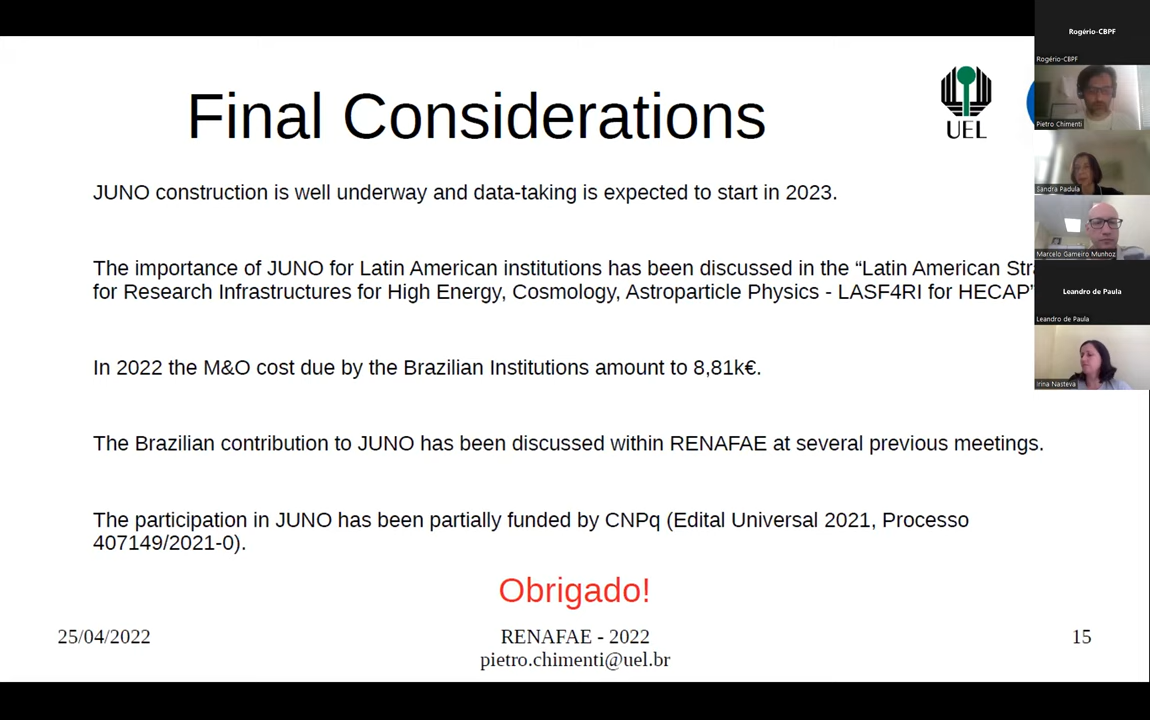 Final Considerations
UEL
JUNO construction is well underway and data-taking is expected to start in 2023.
The importance of JUNO for Latin American institutions has been discussed in the “Latin American
for Research Infrastructures for High Energy, Cosmology, Astroparticle Physics - LASF4RI for HECAP”
In 2022 the M&O cost due by the Brazilian Institutions amount to 8,81k€.
The Brazilian contribution to JUNO has been discussed within RENAFAE at several previous meetings.
The participation in JUNO has been partially funded by CNPq (Edital Universal 2021, Processo
407149/2021-0).
Obrigado!
25/04/2022
RENAFAE - 2022
pietro.chimenti@uel.br
15
Rogério-CBPF
Rogério-CBPF
Pietro Chimenti
Sandra Padula
Marcelo Gameiro Munhoz
Leandro de Paula
Leandro de Paula
Irina Nasteva